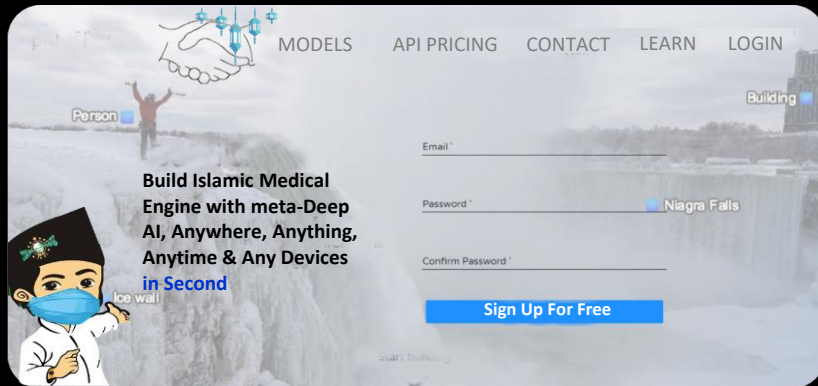 MODELS API PRICING CONTACT LEARN LOGIN
Building
Person
Email *
Build Islamic Medical
Engine with meta-Deep
AI, Anywhere, Anything,
Anytime & Any Devices
in Second
Password *
Niagra Falls
Confirm Password *
Ice wall
Sign Up For Free
Start building